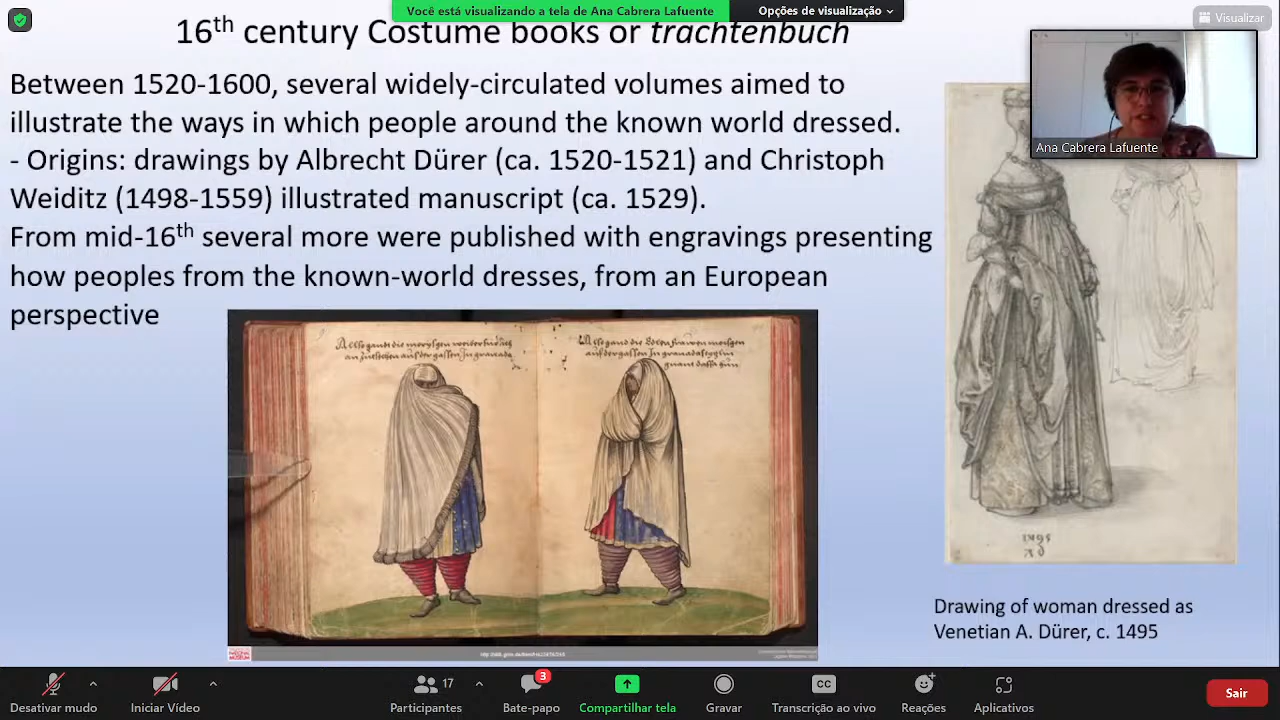 Você está visualizando a tela de Ana Cabrera Lafuente
Opções de visualização
Visualizar
16th century Costume books or trachtenbuch
Between 1520-1600, several widely-circulated volumes aimed to
illustrate the ways in which people around the known world dressed.
- Origins: drawings by Albrecht Dürer (ca. 1520-1521) and Christoph
Weiditz (1498-1559) illustrated manuscript (ca. 1529).
From mid-16th several more were published with engravings presenting
how peoples from the known-world dresses, from an European
perspective
Ana Cabrera Lafuente
1495
Drawing of woman dressed as
Venetian A. Dürer, c. 1495
Desativar mudo
Iniciar Vídeo
17
Participantes
3
Bate-papo
Compartilhar tela
Gravar
CC
Transcrição ao vivo
Reações
Aplicativos
Sair